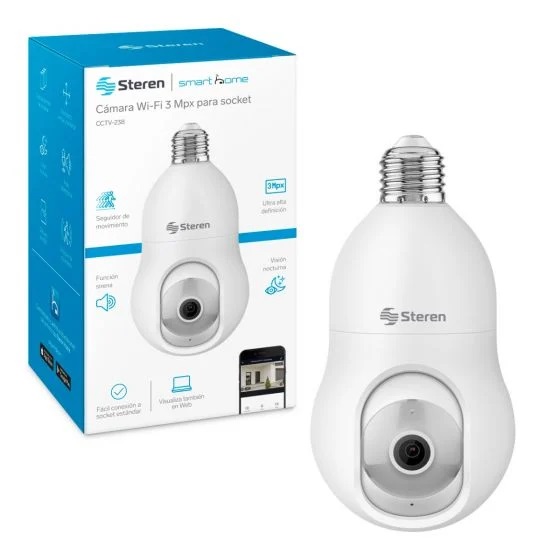 Steren | smart home
Cámara Wi-Fi 3 Mpx para socket
CCTV-238
Seguidor de
movimiento
3Mpx
Ultra alta
definición
Steren
Función
sirena
Visión
nocturna
Fácil conexión a
socket estándar
Visualiza también
en Web
Steren